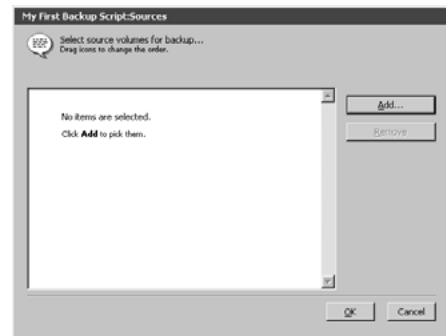 My First Backup Script:Sources
Select source volumes for backup...
Drag icons to change the order.
No items are selected.
Click Add to pick them.
Add...
Remove
OK
Cancel